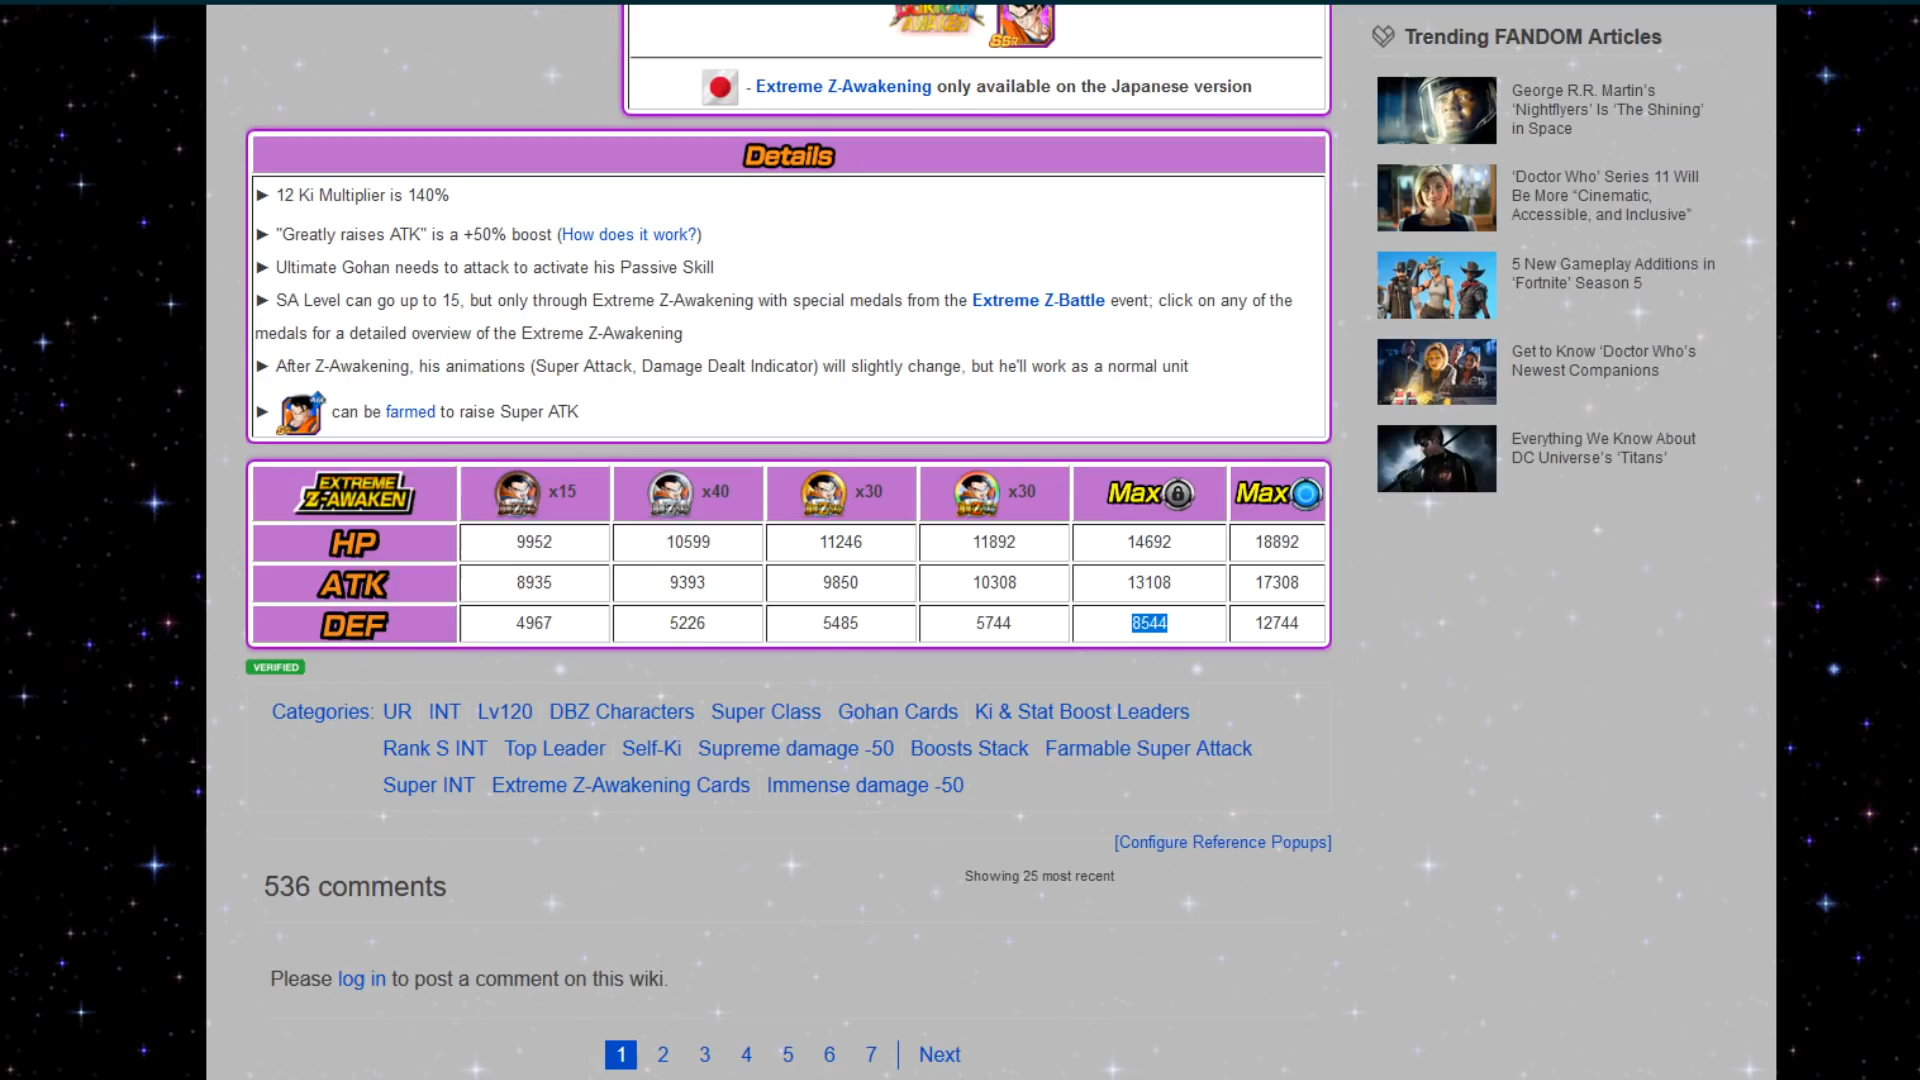 DOKKAN
AWAKEN!
SSR
- Extreme Z-Awakening only available on the Japanese version
Details
► 12 Ki Multiplier is 140%
► "Greatly raises ATK" is a +50% boost (How does it work?)
► Ultimate Gohan needs to attack to activate his Passive Skill
► SA Level can go up to 15, but only through Extreme Z-Awakening with special medals from the Extreme Z-Battle event; click on any of the
medals for a detailed overview of the Extreme Z-Awakening
► After Z-Awakening, his animations (Super Attack, Damage Dealt Indicator) will slightly change, but he'll work as a normal unit
► can be farmed to raise Super ATK
EXTREME
Z-AWAKEN x15 x40 x30 x30 Max Max
HP 9952 10599 11246 11892 14692 18892
ATK 8935 9393 9850 10308 13108 17308
DEF 4967 5226 5485 5744 8544 12744
VERIFIED
Categories: UR INT Lv120 DBZ Characters Super Class Gohan Cards Ki & Stat Boost Leaders
Rank S INT Top Leader Self-Ki Supreme damage -50 Boosts Stack Farmable Super Attack
Super INT Extreme Z-Awakening Cards Immense damage -50
[Configure Reference Popups]
536 comments
Showing 25 most recent
Please log in to post a comment on this wiki.
1 2 3 4 5 6 7 | Next
Trending FANDOM Articles
George R.R. Martin’s
‘Nightflyers’ Is ‘The Shining’
in Space
‘Doctor Who’ Series 11 Will
Be More “Cinematic,
Accessible, and Inclusive”
5 New Gameplay Additions in
‘Fortnite’ Season 5
Get to Know ‘Doctor Who’s
Newest Companions
Everything We Know About
DC Universe’s ‘Titans’